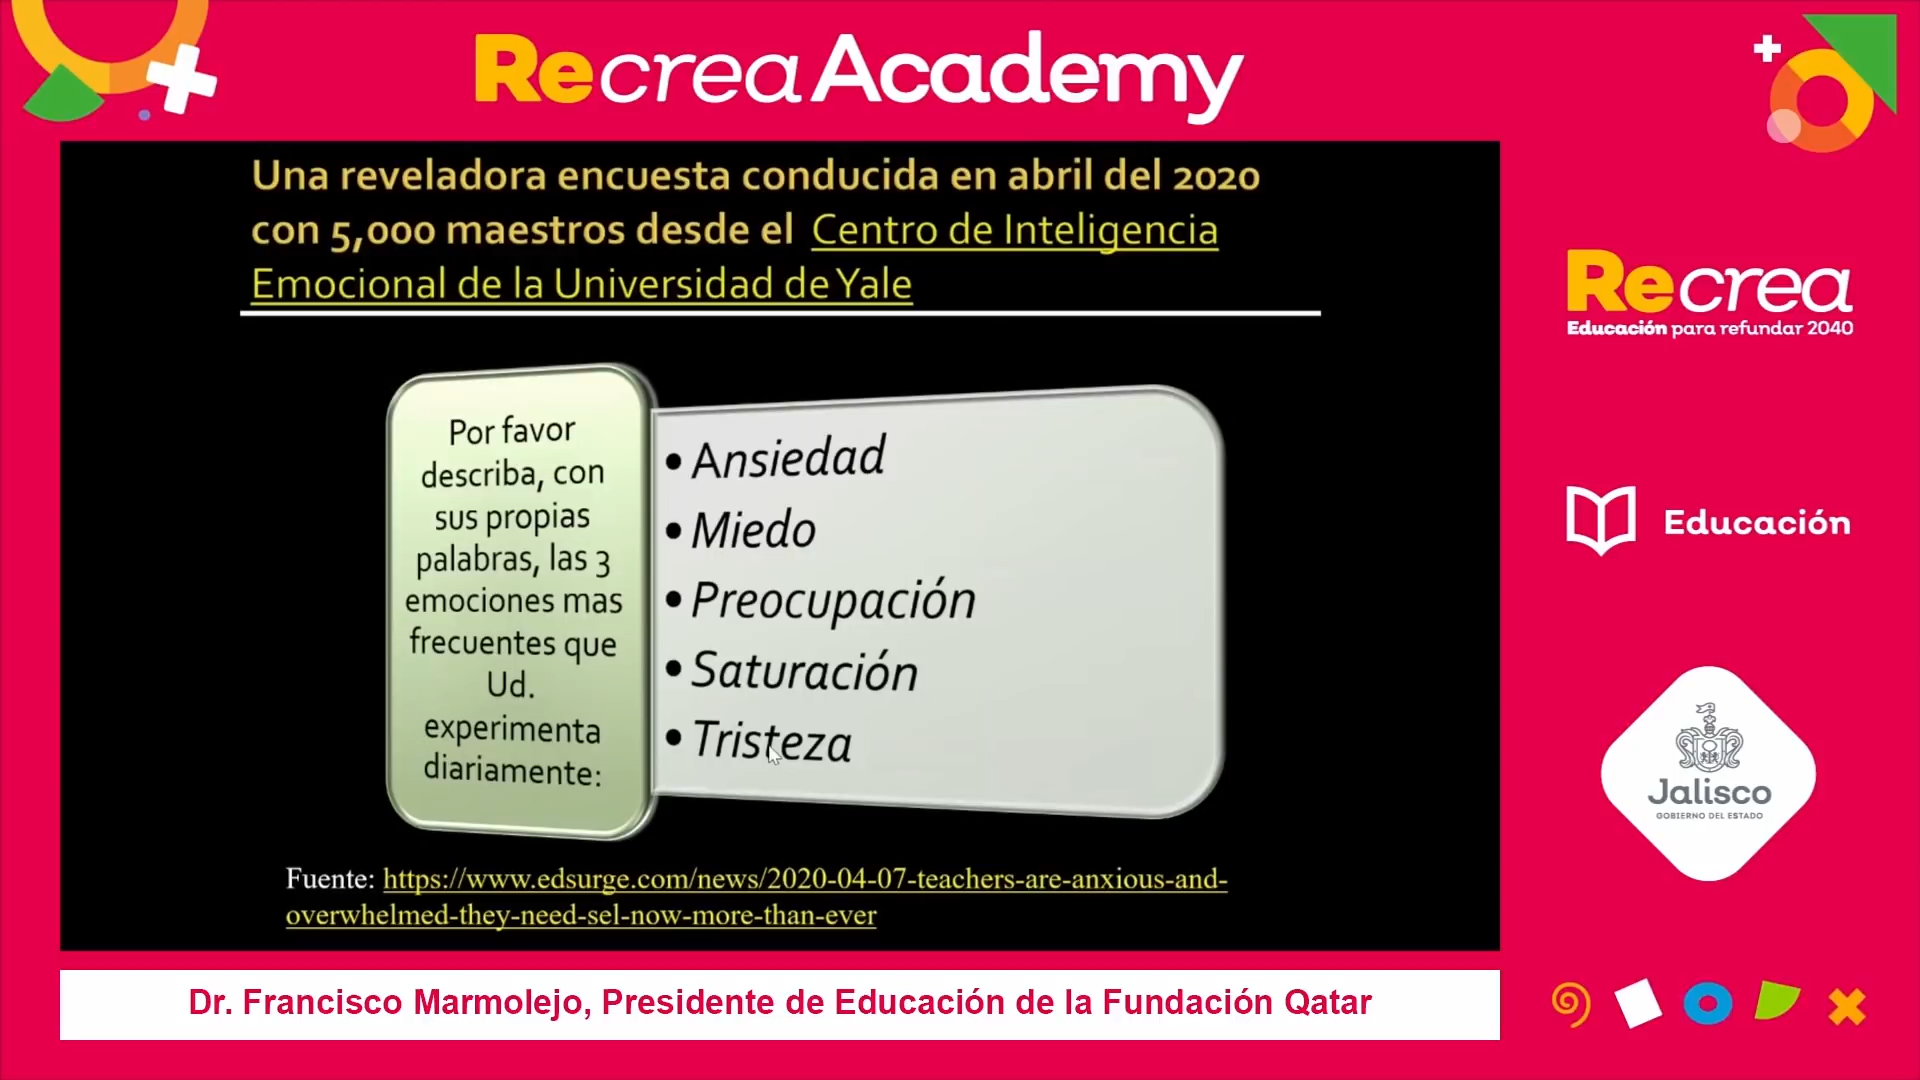 Recrea Academy
Una reveladora encuesta conducida en abril del 2020
con 5,000 maestros desde el Centro de Inteligencia
Emocional de la Universidad de Yale
Por favor
describa, con
sus propias
palabras, las 3
emociones mas
frecuentes que
Ud.
experimenta
diariamente:
• Ansiedad
• Miedo
• Preocupación
• Saturación
• Tristeza
Fuente: https://www.edsurge.com/news/2020-04-07-teachers-are-anxious-and-
overwhelmed-they-need-sel-now-more-than-ever
Dr. Francisco Marmolejo, Presidente de Educación de la Fundación Qatar
Recrea
Educación para refundar 2040
Educación
Jalisco
GOBIERNO DEL ESTADO